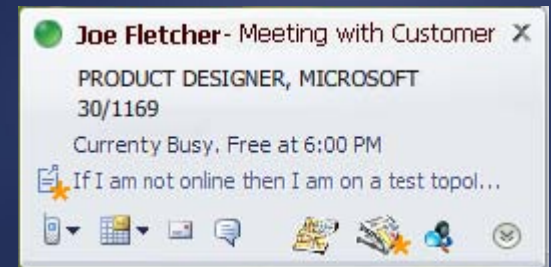 Joe Fletcher- Meeting with Customer
PRODUCT DESIGNER, MICROSOFT
30/1169
Currenty Busy. Free at 6:00 PM
If I am not online then I am on a test topol...